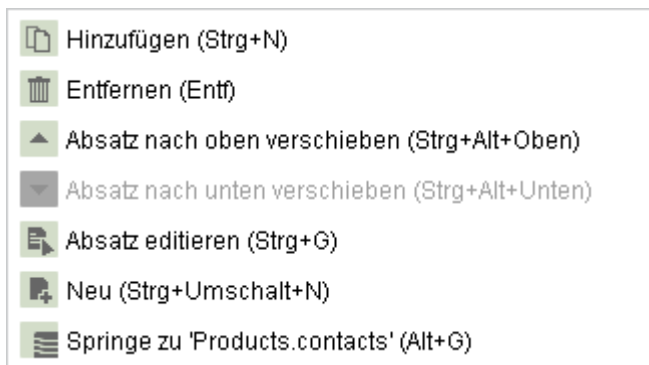 Hinzufügen (Strg+N)
Entfernen (Entf)
Absatz nach oben verschieben (Strg+Alt+Oben)
Absatz nach unten verschieben (Strg+Alt+Unten)
Absatz editieren (Strg+G)
Neu (Strg+Umschalt+N)
Springe zu 'Products.contacts' (Alt+G)